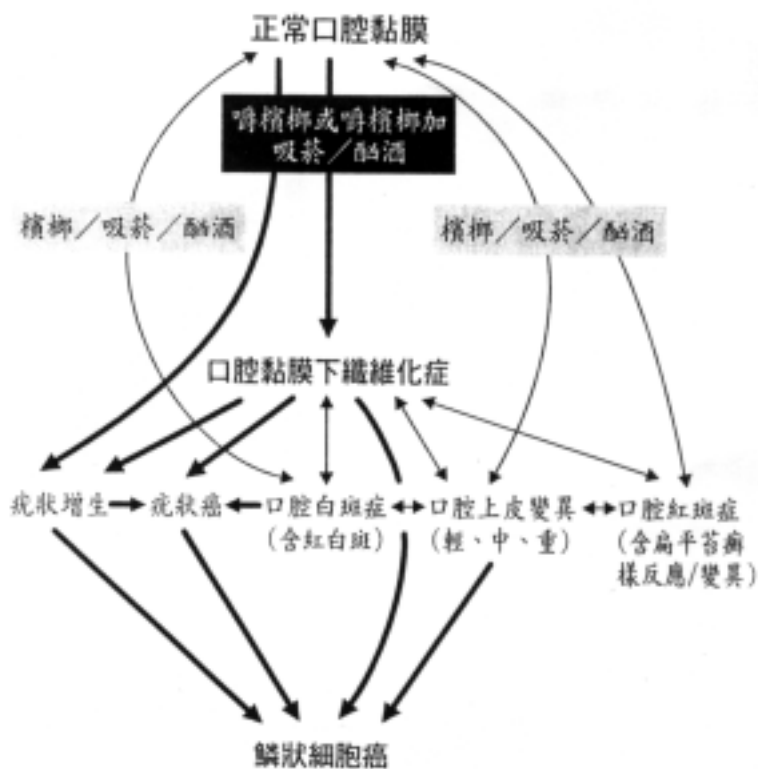 正常口腔黏膜
嚼檳榔或嚼檳榔加
吸菸／酗酒
檳榔／吸菸／酗酒
檳榔／吸菸／酗酒
口腔黏膜下纖維化症
疣狀增生
疣狀癌
口腔白斑症
(含紅白斑)
口腔上皮變異
(輕、中、重)
口腔紅斑症
(含扁平苔癬
樣反應/變異)
鱗狀細胞癌